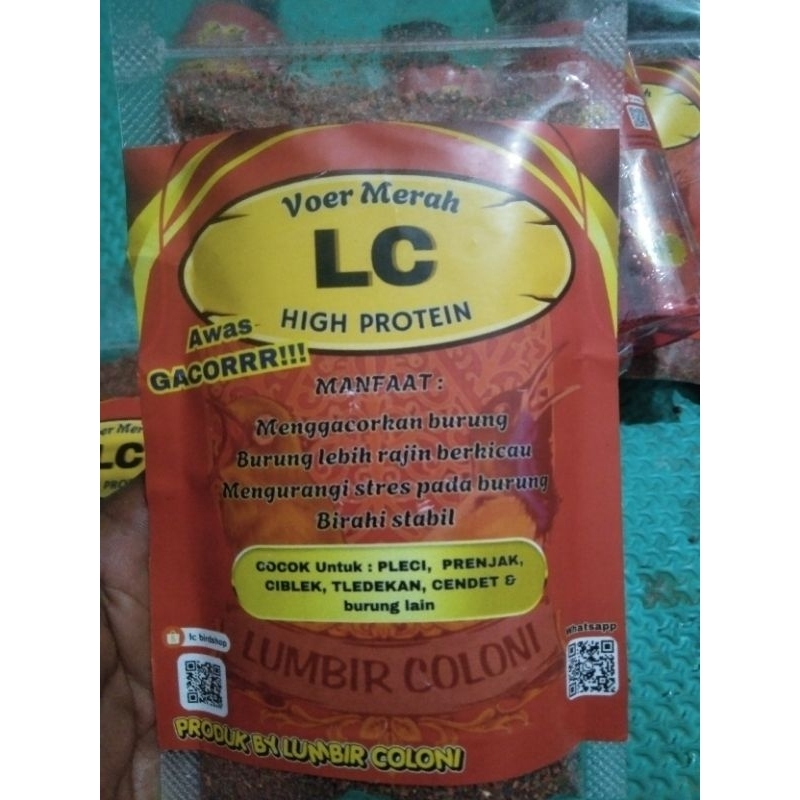 Voer Merah
LC
HIGH PROTEIN
Awas
GACORRR!!!
MANFAAT :
Menggacorkan burung
Burung lebih rajin berkicau
Mengurangi stres pada burung
Birahi stabil
COCOK Untuk : PLECI, PRENJAK,
CIBLEK, TLEDEKAN, CENDET &
burung lain
LUMBIR COLONI
lc birdshop
whatsapp
PRODUK BY LUMBIR COLONI
LC